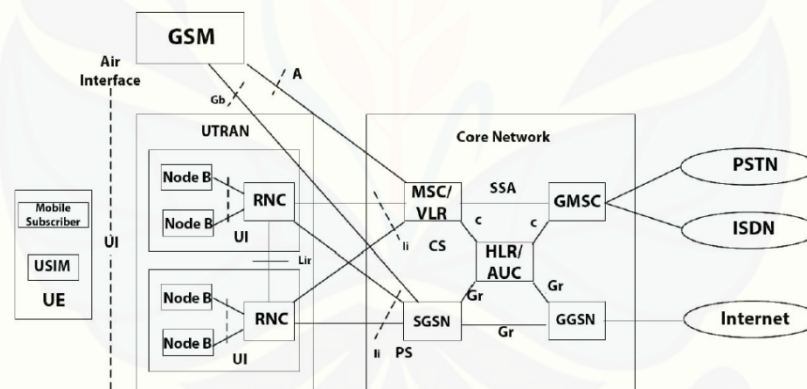 GSM
Air
Interface
A
Gb
UTRAN
Core Network
Node B
Node B
RNC
UI
MSC/
VLR
SSA
GMSC
PSTN
ISDN
Mobile
Subscriber
USIM
UE
UI
Ii
CS
c
c
HLR/
AUC
Lir
Node B
Node B
RNC
UI
Ii
PS
SGSN
Gr
Gr
Gr
GGSN
Internet